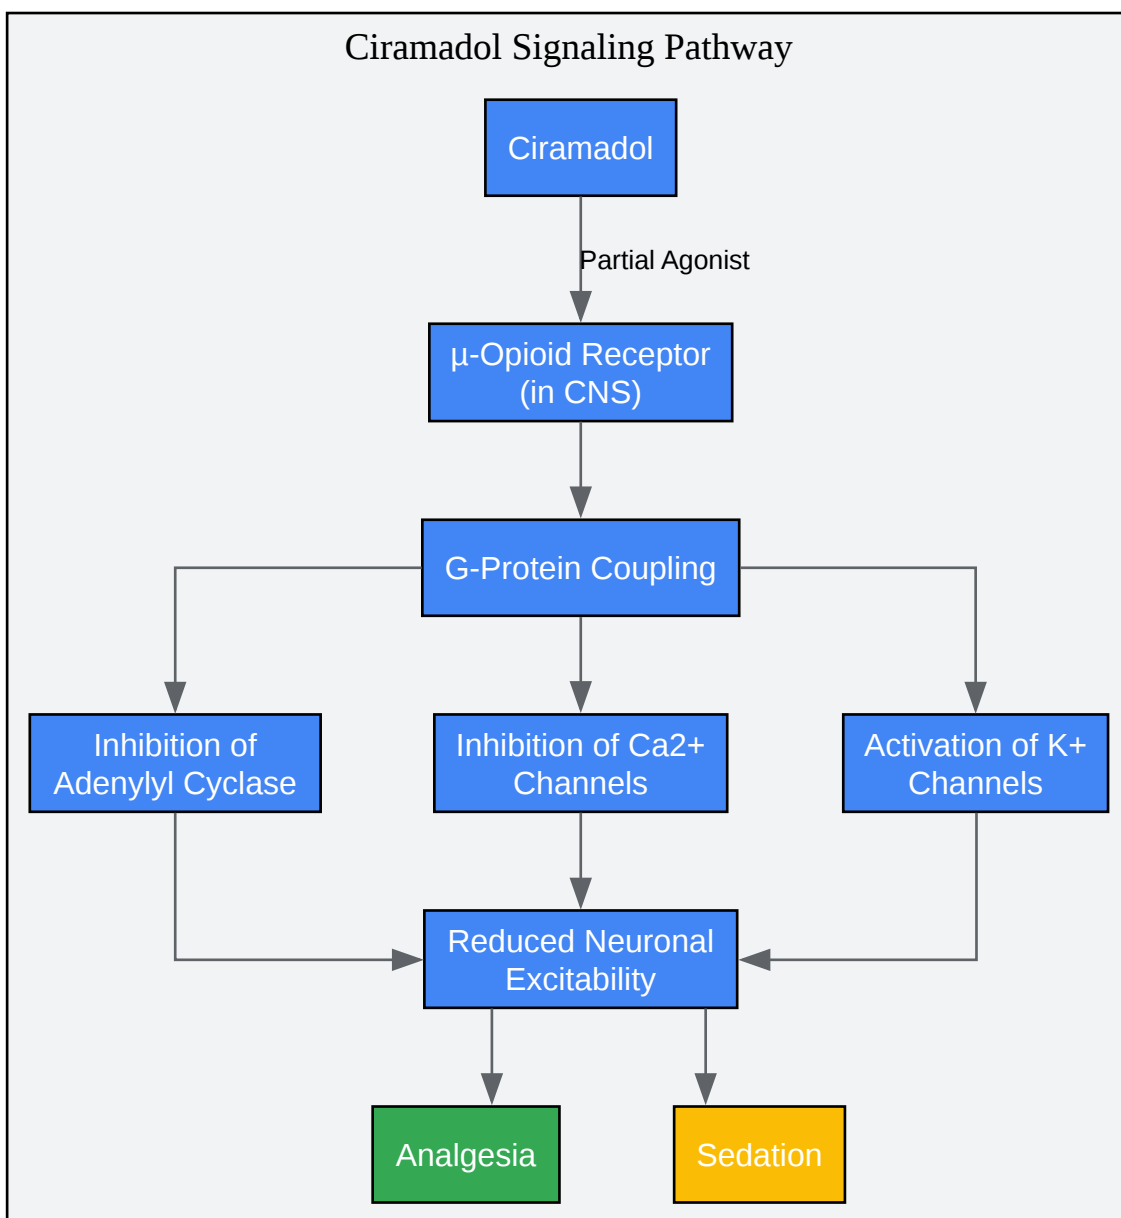 Ciramadol Signaling Pathway
Ciramadol
Partial Agonist
µ-Opioid Receptor
(in CNS)
G-Protein Coupling
Inhibition of
Adenylyl Cyclase
Inhibition of Ca2+
Channels
Activation of K+
Channels
Reduced Neuronal
Excitability
Analgesia
Sedation